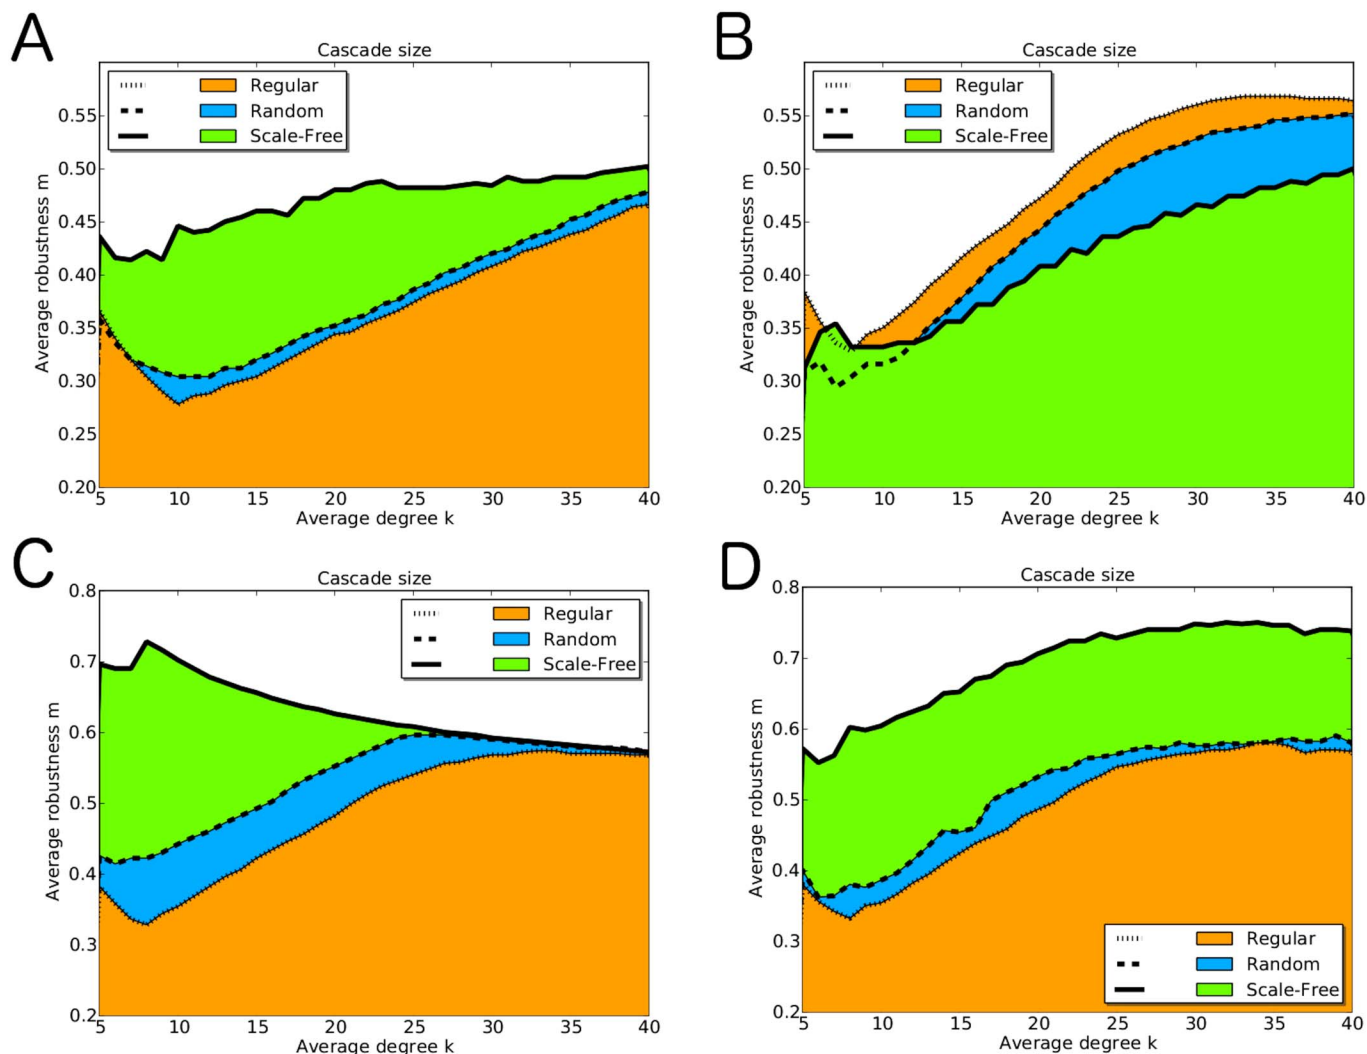 A
Cascade size
Regular
Random
Scale-Free
Average robustness m
0.55
0.50
0.45
0.40
0.35
0.30
0.25
0.20
5 10 15 20 25 30 35 40
Average degree k
B
Cascade size
Regular
Random
Scale-Free
Average robustness m
0.55
0.50
0.45
0.40
0.35
0.30
0.25
0.20
5 10 15 20 25 30 35 40
Average degree k
C
Cascade size
Regular
Random
Scale-Free
Average robustness m
0.8
0.7
0.6
0.5
0.4
0.3
0.2
5 10 15 20 25 30 35 40
Average degree k
D
Cascade size
Average robustness m
0.8
0.7
0.6
0.5
0.4
0.3
0.2
Regular
Random
Scale-Free
5 10 15 20 25 30 35 40
Average degree k